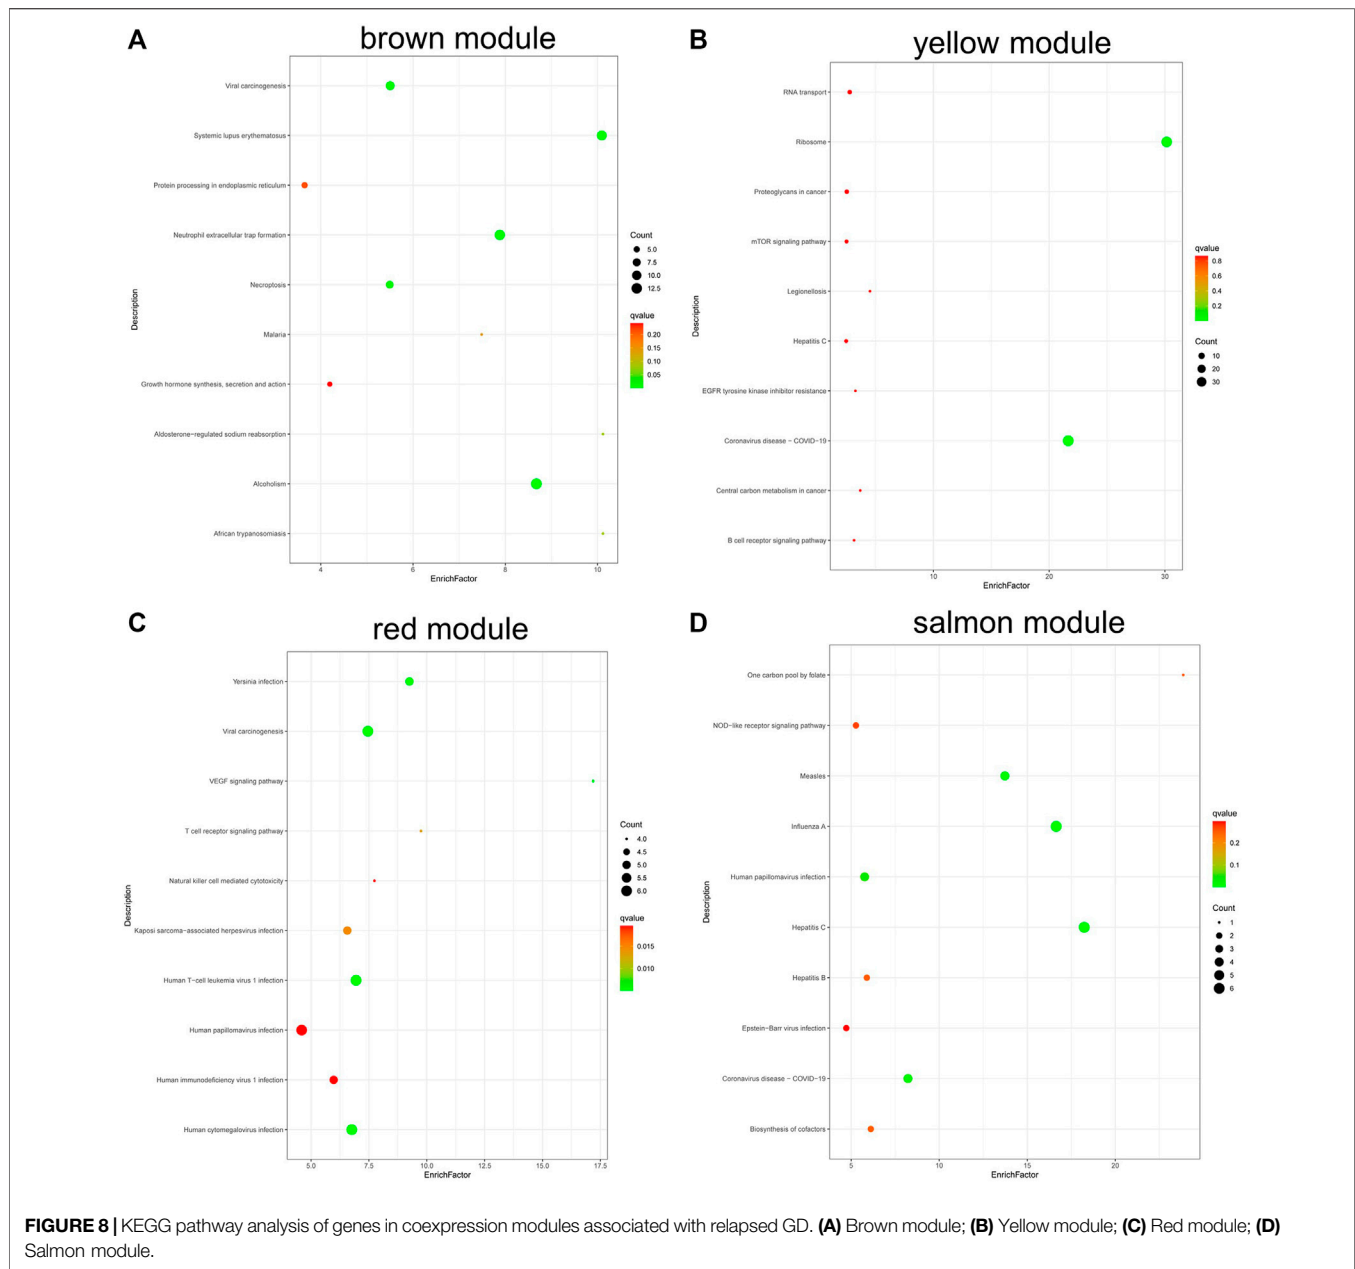 A
brown module
Viral carcinogenesis
Systemic lupus erythematosus
Protein processing in endoplasmic reticulum
Neutrophil extracellular trap formation
Necroptosis
Malaria
Growth hormone synthesis, secretion and action
Aldosterone−regulated sodium reabsorption
Alcoholism
African trypanosomiasis
Description
4 6 8 10
EnrichFactor
Count
5.0
7.5
10.0
12.5
qvalue
0.20
0.15
0.10
0.05
B
yellow module
RNA transport
Ribosome
Proteoglycans in cancer
mTOR signaling pathway
Legionellosis
Hepatitis C
EGFR tyrosine kinase inhibitor resistance
Coronavirus disease − COVID−19
Central carbon metabolism in cancer
B cell receptor signaling pathway
Description
10 20 30
EnrichFactor
qvalue
0.8
0.6
0.4
0.2
Count
10
20
30
C
red module
Yersinia infection
Viral carcinogenesis
VEGF signaling pathway
T cell receptor signaling pathway
Natural killer cell mediated cytotoxicity
Kaposi sarcoma−associated herpesvirus infection
Human T−cell leukemia virus 1 infection
Human papillomavirus infection
Human immunodeficiency virus 1 infection
Human cytomegalovirus infection
Description
5.0 7.5 10.0 12.5 15.0 17.5
EnrichFactor
Count
4.0
4.5
5.0
5.5
6.0
qvalue
0.015
0.010
D
salmon module
One carbon pool by folate
NOD−like receptor signaling pathway
Measles
Influenza A
Human papillomavirus infection
Hepatitis C
Hepatitis B
Epstein−Barr virus infection
Coronavirus disease − COVID−19
Biosynthesis of cofactors
Description
5 10 15 20
EnrichFactor
qvalue
0.2
0.1
Count
1
2
3
4
5
6
FIGURE 8 | KEGG pathway analysis of genes in coexpression modules associated with relapsed GD. (A) Brown module; (B) Yellow module; (C) Red module; (D)
Salmon module.